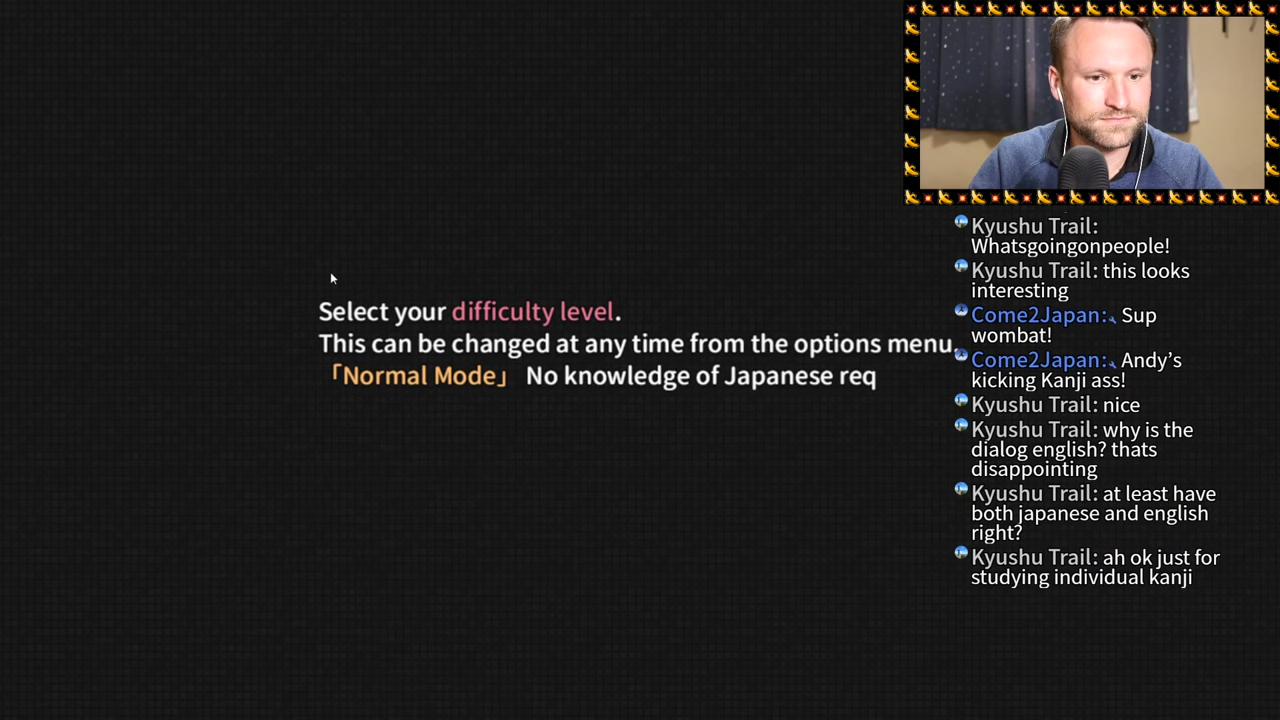 Select your difficulty level.
This can be changed at any time from the options menu.
「Normal Mode」 No knowledge of Japanese req
Kyushu Trail:
Whatsgoingonpeople!
Kyushu Trail: this looks
interesting
Come2Japan: Sup
wombat!
Come2Japan: Andy's
kicking Kanji ass!
Kyushu Trail: nice
Kyushu Trail: why is the
dialog english? thats
disappointing
Kyushu Trail: at least have
both japanese and english
right?
Kyushu Trail: ah ok just for
studying individual kanji